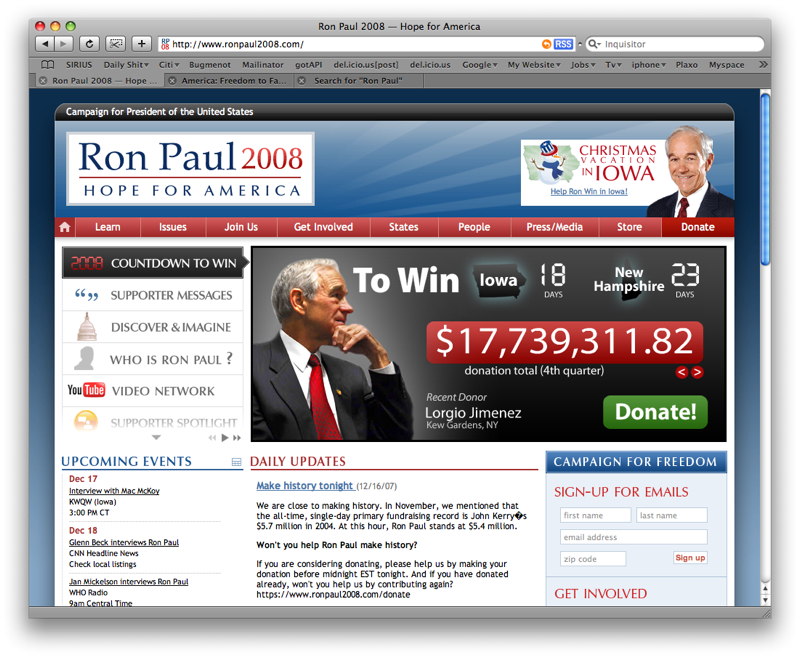 Ron Paul 2008 — Hope for America
RP 08 http://www.ronpaul2008.com/ RSS Inquisitor
SIRIUS Daily Shit Citi Bugmenot Mailinator gotAPI del.icio.us[post] del.icio.us Google My Website Jobs Tv iphone Plaxo Myspace
Ron Paul 2008 — Hope ... America: Freedom to Fa... Search for "Ron Paul"
Campaign for President of the United States
Ron Paul 2008
HOPE FOR AMERICA
CHRISTMAS
VACATION
IN IOWA
Help Ron Win in Iowa!
Learn Issues Join Us Get Involved States People Press/Media Store Donate
2008 COUNTDOWN TO WIN
SUPPORTER MESSAGES
DISCOVER & IMAGINE
WHO IS RON PAUL ?
YouTube VIDEO NETWORK
SUPPORTER SPOTLIGHT
To Win Iowa 18 DAYS New Hampshire 23 DAYS
$17,739,311.82
donation total (4th quarter) < >
Recent Donor
Lorgio Jimenez
Kew Gardens, NY
Donate!
UPCOMING EVENTS
Dec 17
Interview with Mac McKoy
KWQW (Iowa)
3:00 PM CT
Dec 18
Glenn Beck interviews Ron Paul
CNN Headline News
Check local listings
Jan Mickelson interviews Ron Paul
WHO Radio
9am Central Time
DAILY UPDATES
Make history tonight (12/16/07)
We are close to making history. In November, we mentioned that
the all-time, single-day primary fundraising record is John Kerry�s
$5.7 million in 2004. At this hour, Ron Paul stands at $5.4 million.
Won't you help Ron Paul make history?
If you are considering donating, please help us by making your
donation before midnight EST tonight. And if you have donated
already, won't you help us by contributing again?
https://www.ronpaul2008.com/donate
CAMPAIGN FOR FREEDOM
SIGN-UP FOR EMAILS
first name last name
email address
zip code Sign up
GET INVOLVED